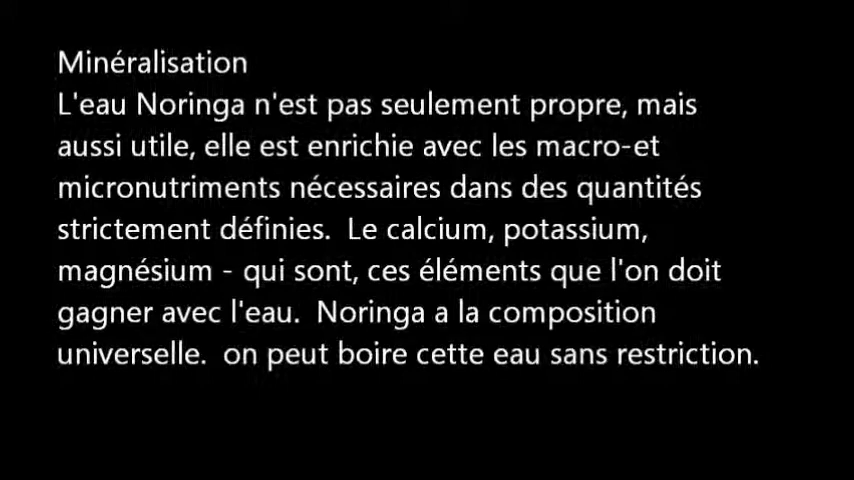 Minéralisation
L'eau Noringa n'est pas seulement propre, mais
aussi utile, elle est enrichie avec les macro-et
micronutriments nécessaires dans des quantités
strictement définies.  Le calcium, potassium,
magnésium - qui sont, ces éléments que l'on doit
gagner avec l'eau.  Noringa a la composition
universelle.  on peut boire cette eau sans restriction.